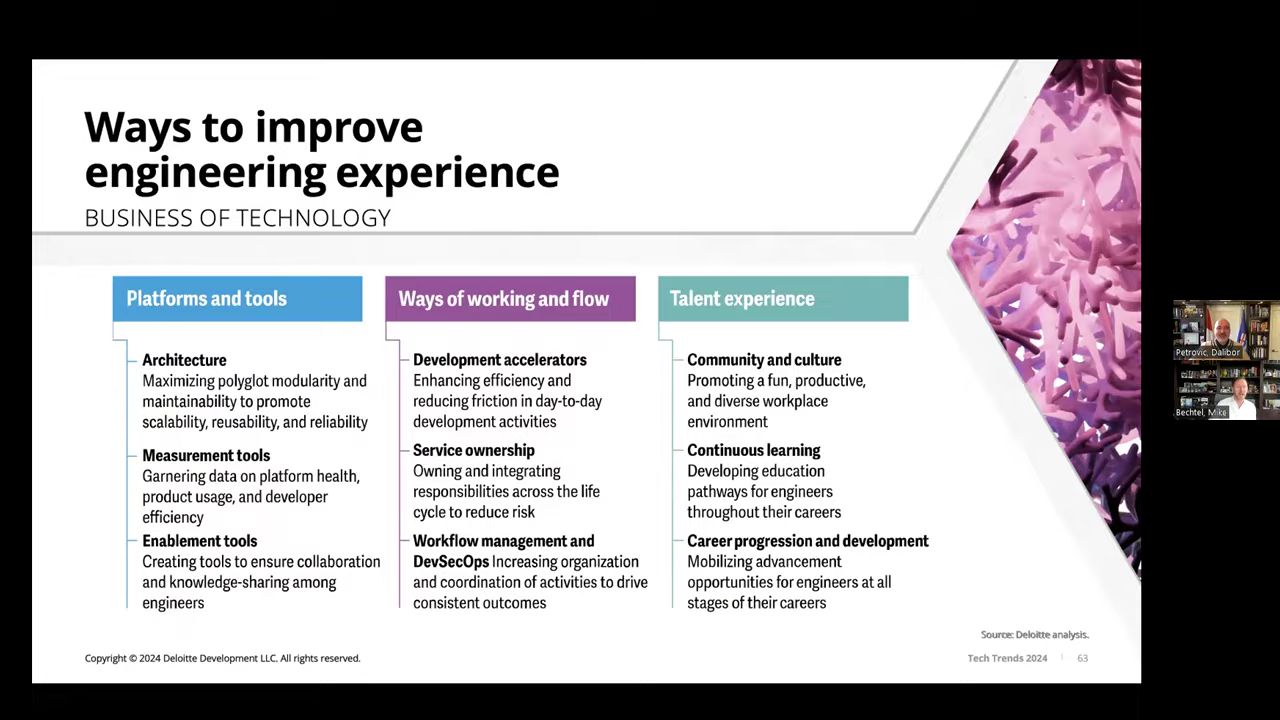 Ways to improve
engineering experience
BUSINESS OF TECHNOLOGY
Platforms and tools
Architecture
Maximizing polyglot modularity and
maintainability to promote
scalability, reusability, and reliability
Measurement tools
Garnering data on platform health,
product usage, and developer
efficiency
Enablement tools
Creating tools to ensure collaboration
and knowledge-sharing among
engineers
Ways of working and flow
Development accelerators
Enhancing efficiency and
reducing friction in day-to-day
development activities
Service ownership
Owning and integrating
responsibilities across the life
cycle to reduce risk
Workflow management and
DevSecOps Increasing organization
and coordination of activities to drive
consistent outcomes
Talent experience
Community and culture
Promoting a fun, productive,
and diverse workplace
environment
Continuous learning
Developing education
pathways for engineers
throughout their careers
Career progression and development
Mobilizing advancement
opportunities for engineers at all
stages of their careers
Source: Deloitte analysis.
Copyright © 2024 Deloitte Development LLC. All rights reserved.
Tech Trends 2024 | 63
Petrovic, Dalibor
Bechtel, Mike